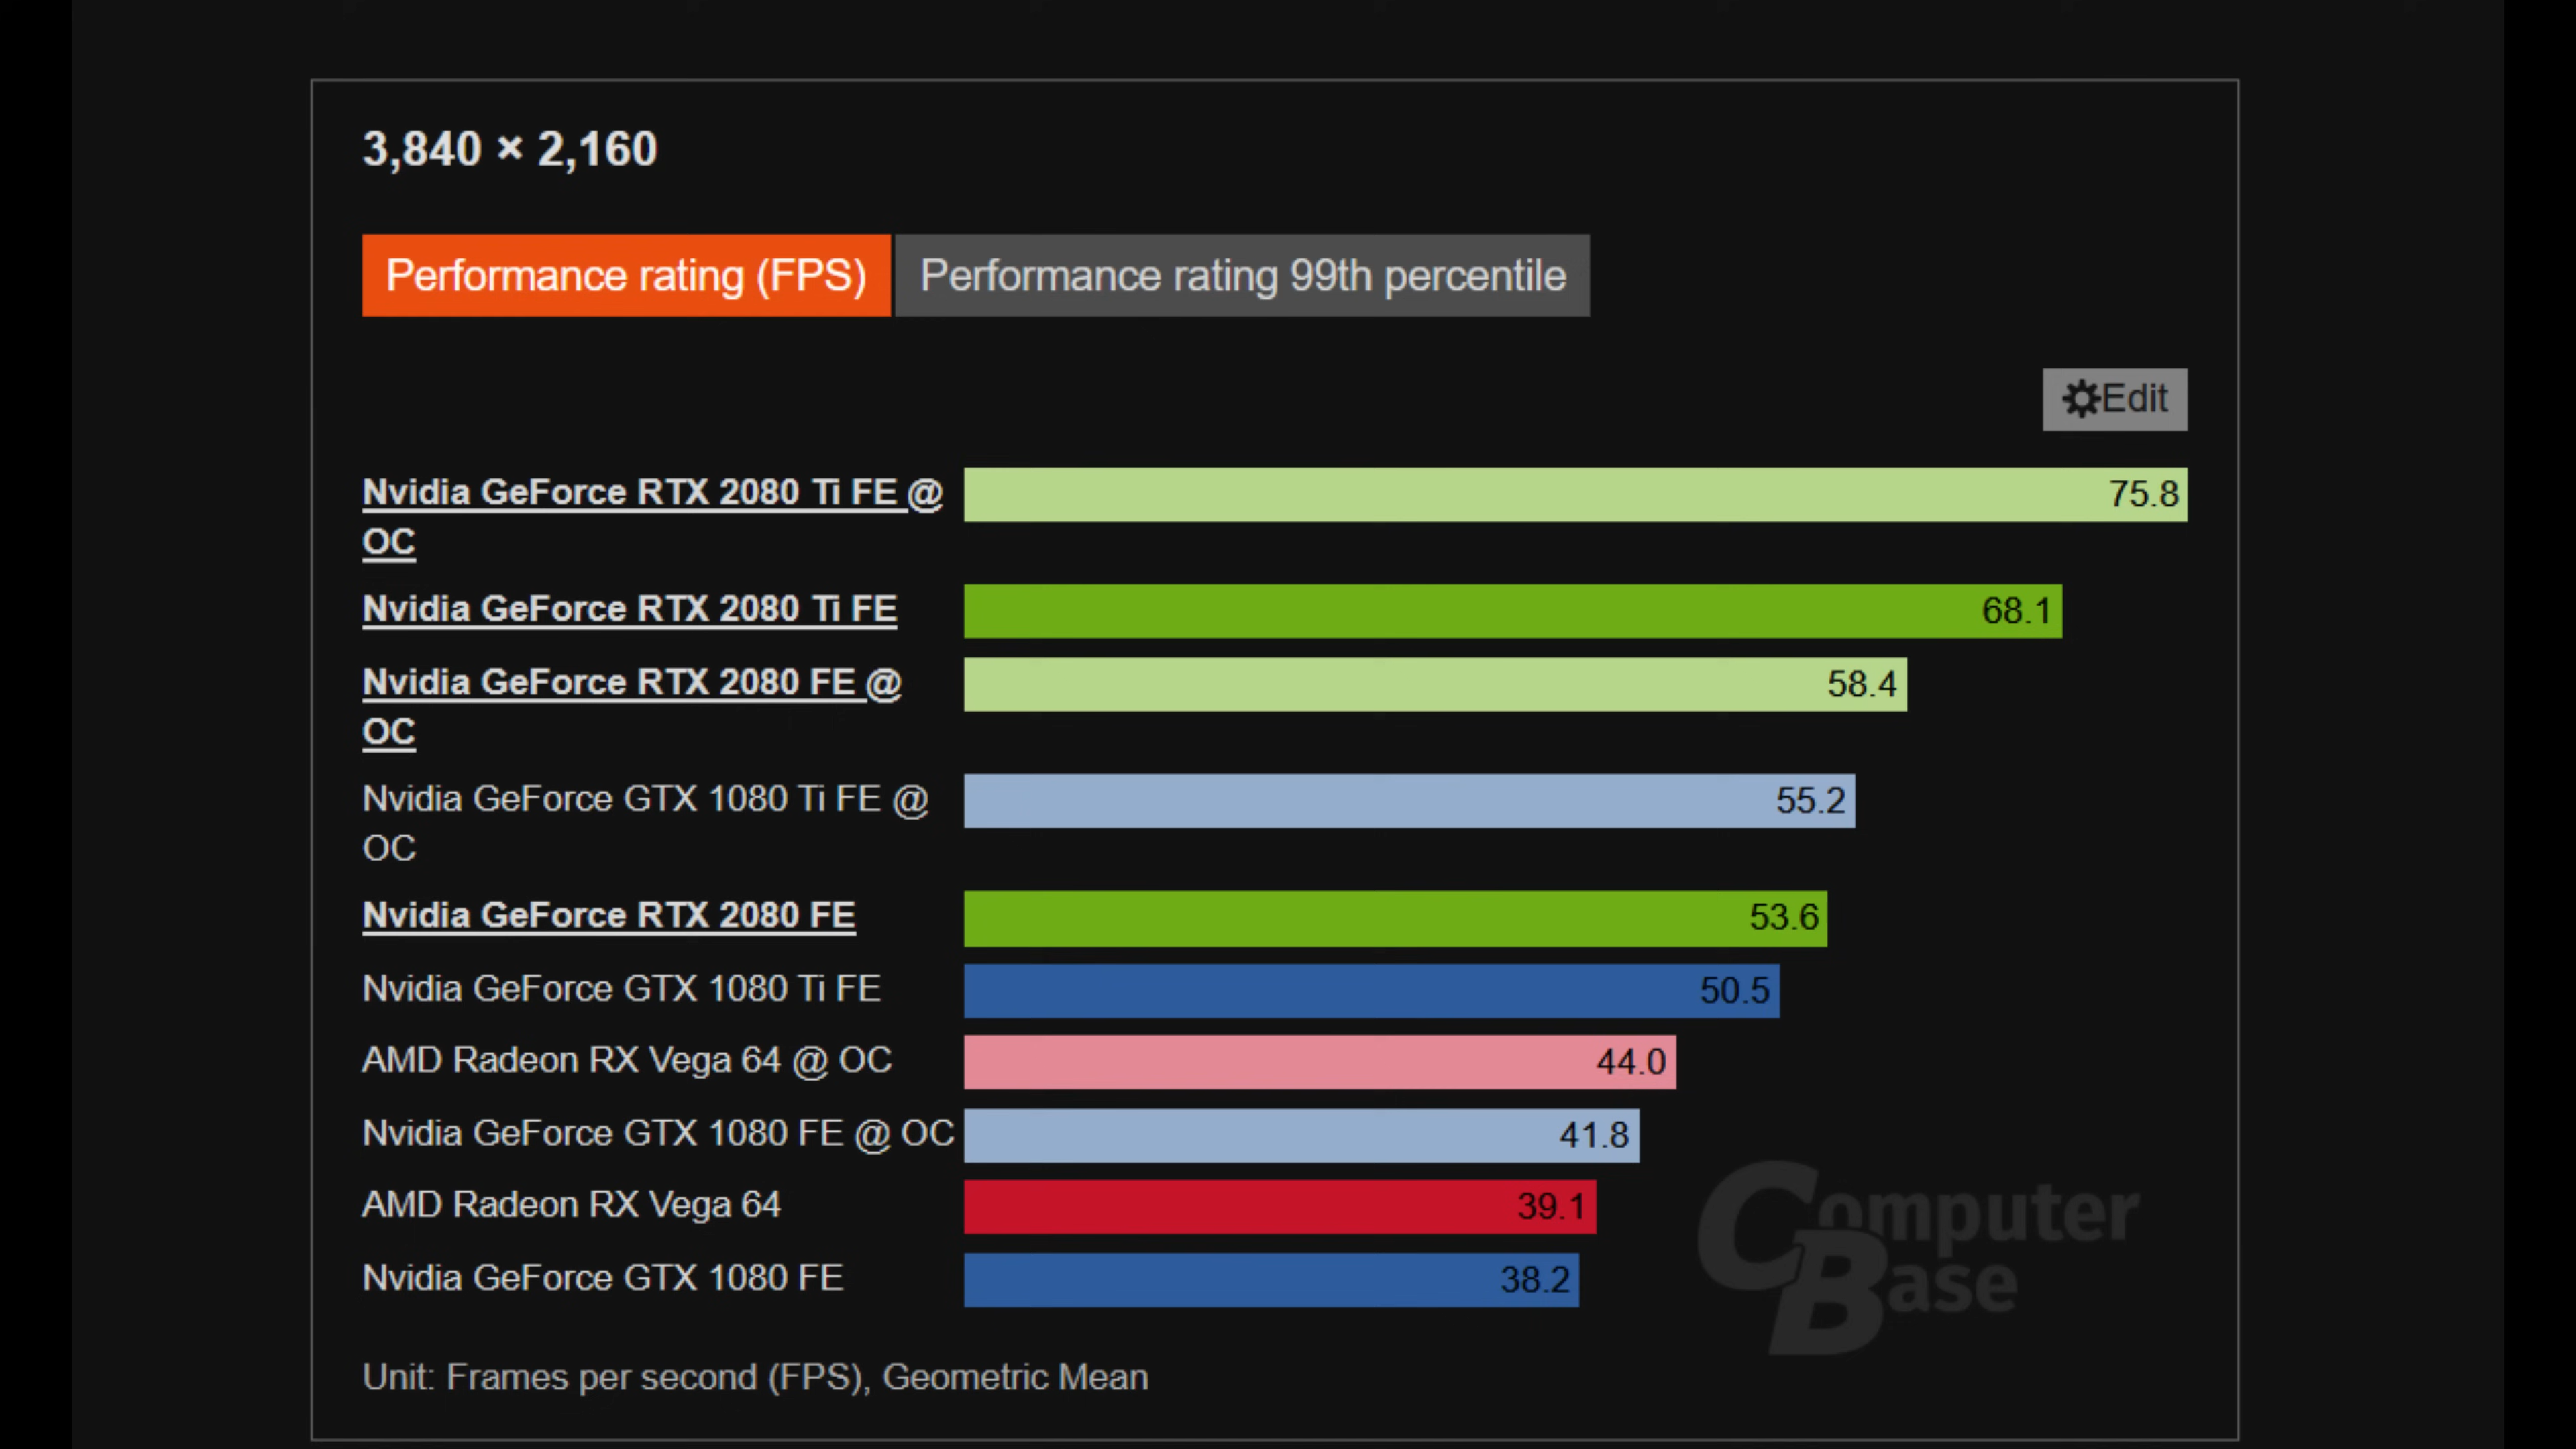 3,840 × 2,160
Performance rating (FPS) Performance rating 99th percentile
Edit
Nvidia GeForce RTX 2080 Ti FE @ 75.8
OC
Nvidia GeForce RTX 2080 Ti FE 68.1
Nvidia GeForce RTX 2080 FE @ 58.4
OC
Nvidia GeForce GTX 1080 Ti FE @ 55.2
OC
Nvidia GeForce RTX 2080 FE 53.6
Nvidia GeForce GTX 1080 Ti FE 50.5
AMD Radeon RX Vega 64 @ OC 44.0
Nvidia GeForce GTX 1080 FE @ OC 41.8
AMD Radeon RX Vega 64 39.1
Nvidia GeForce GTX 1080 FE 38.2
Computer
Base
Unit: Frames per second (FPS), Geometric Mean